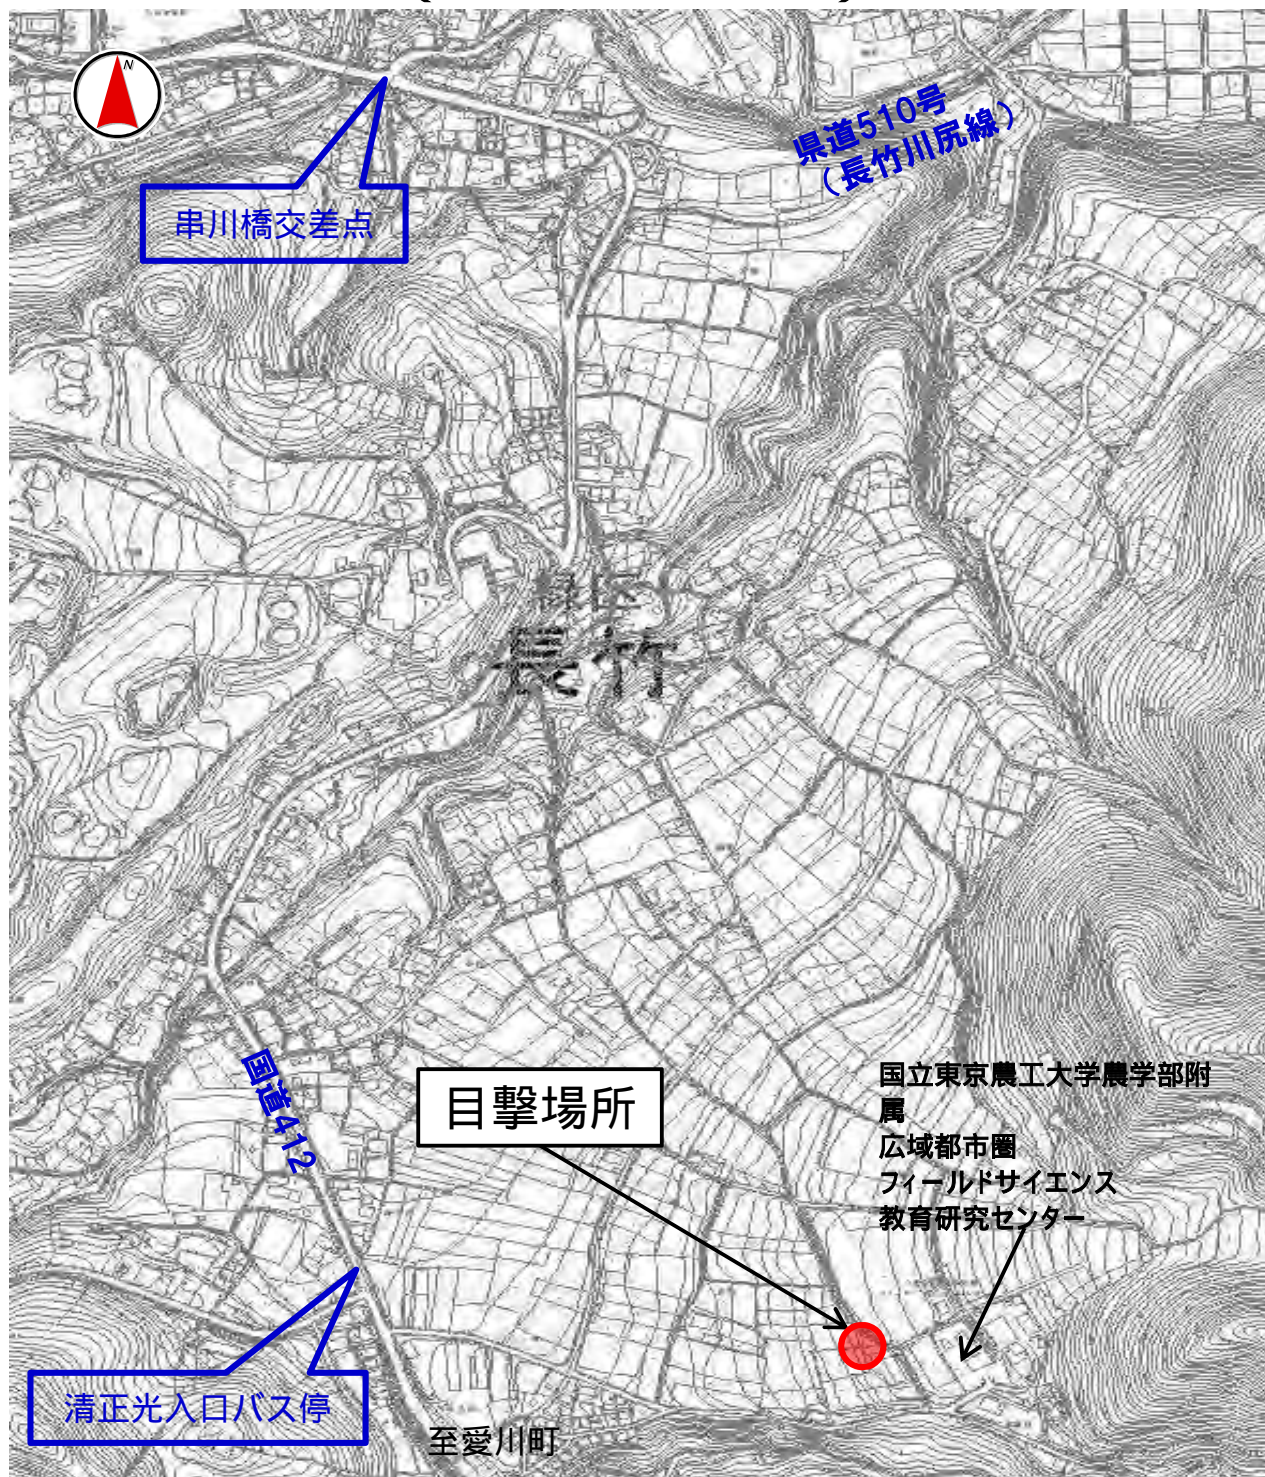 N
県道510号
（長竹川尻線）
串川橋交差点
長竹
国道412
目撃場所
国立東京農工大学農学部附
属
広域都市圏
フィールドサイエンス
教育研究センター
清正光入口バス停
至愛川町